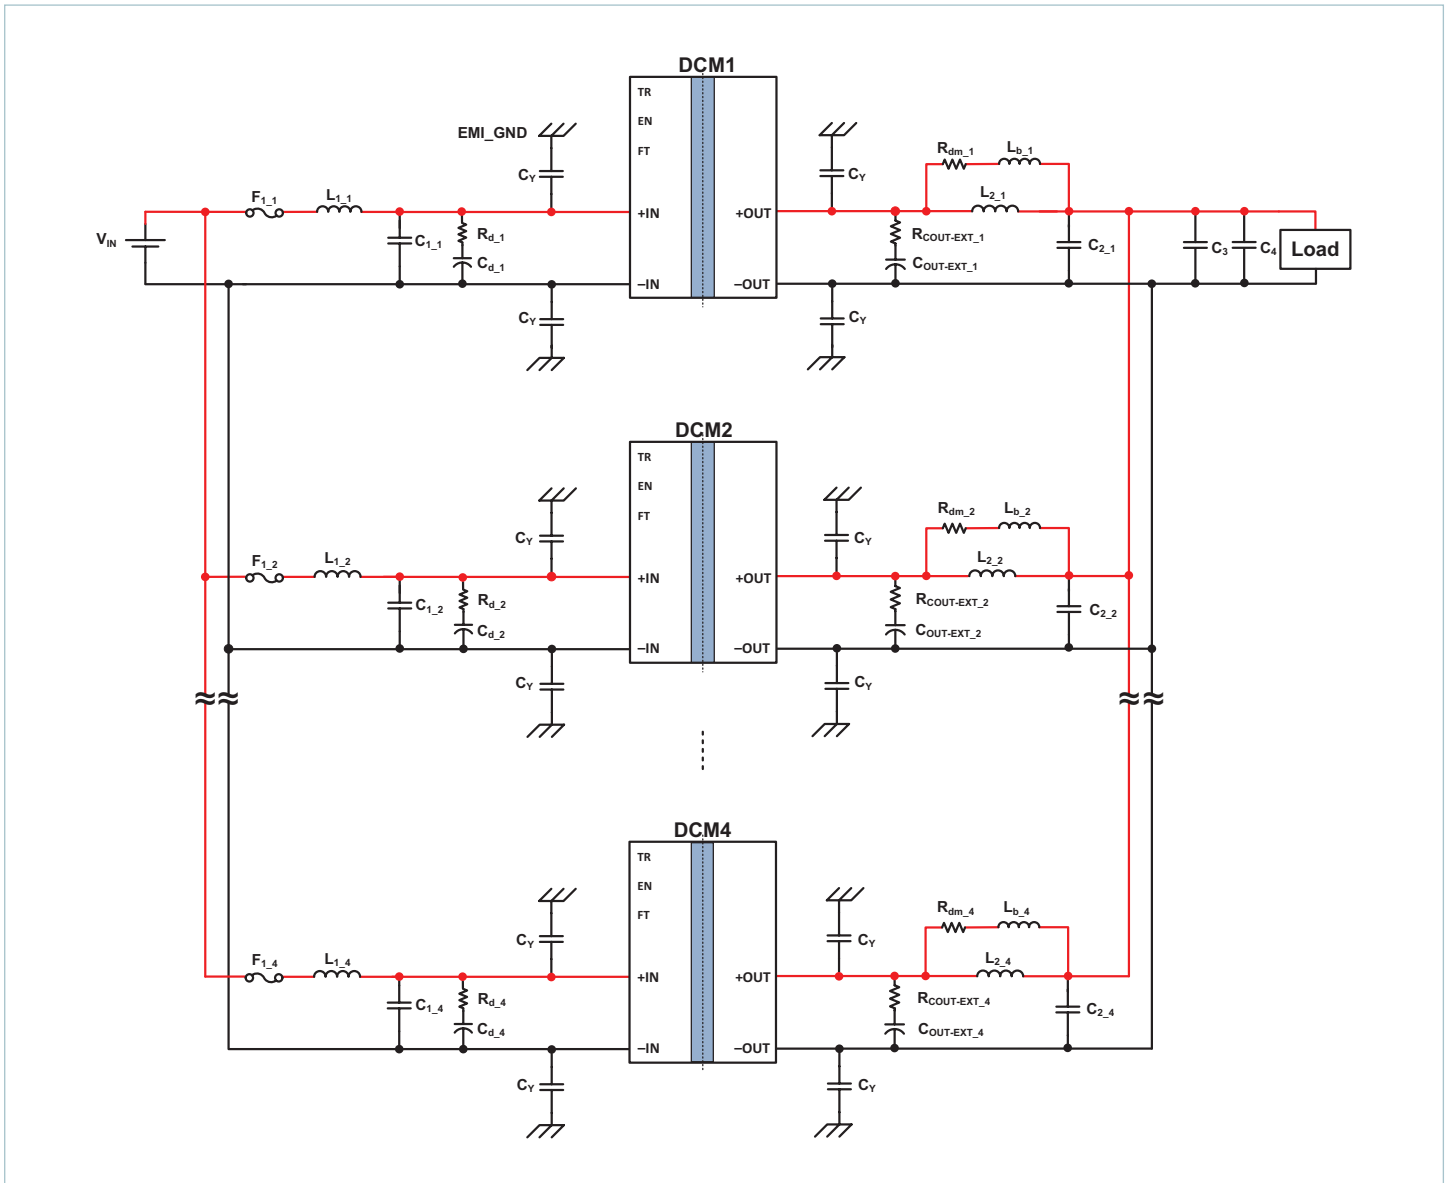 DCM1
TR
EN
FT
EMI_GND
CY
CY
Rdm_1
Lb_1
F1_1
L1_1
L2_1
+IN
+OUT
VIN
C1_1
Rd_1
Cd_1
RCOUT-EXT_1
COUT-EXT_1
C2_1
C3
C4
Load
–IN
–OUT
CY
CY
DCM2
TR
EN
FT
CY
CY
Rdm_2
Lb_2
F1_2
L1_2
L2_2
+IN
+OUT
C1_2
Rd_2
Cd_2
RCOUT-EXT_2
COUT-EXT_2
C2_2
–IN
–OUT
CY
CY
DCM4
TR
EN
FT
CY
CY
Rdm_4
Lb_4
F1_4
L1_4
L2_4
+IN
+OUT
C1_4
Rd_4
Cd_4
RCOUT-EXT_4
COUT-EXT_4
C2_4
–IN
–OUT
CY
CY